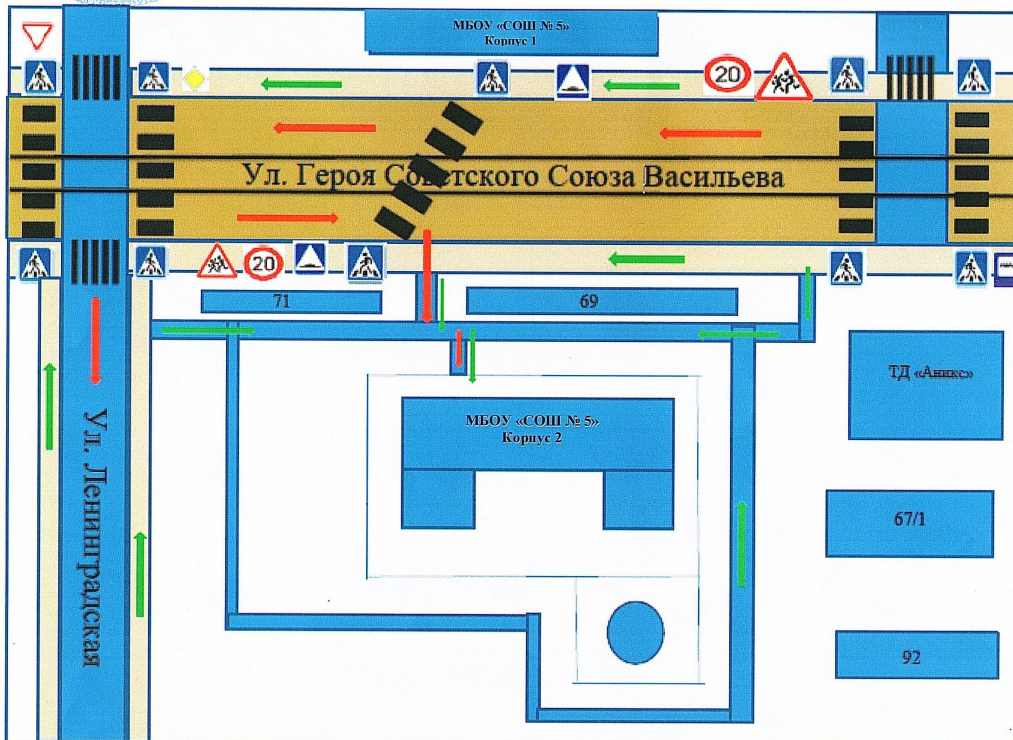 МБОУ «СОШ № 5»
Корпус 1
20
Ул. Героя Советского Союза Васильева
20
71
69
ТД «Аникс»
МБОУ «СОШ № 5»
Корпус 2
Ул. Ленинградская
67/1
92